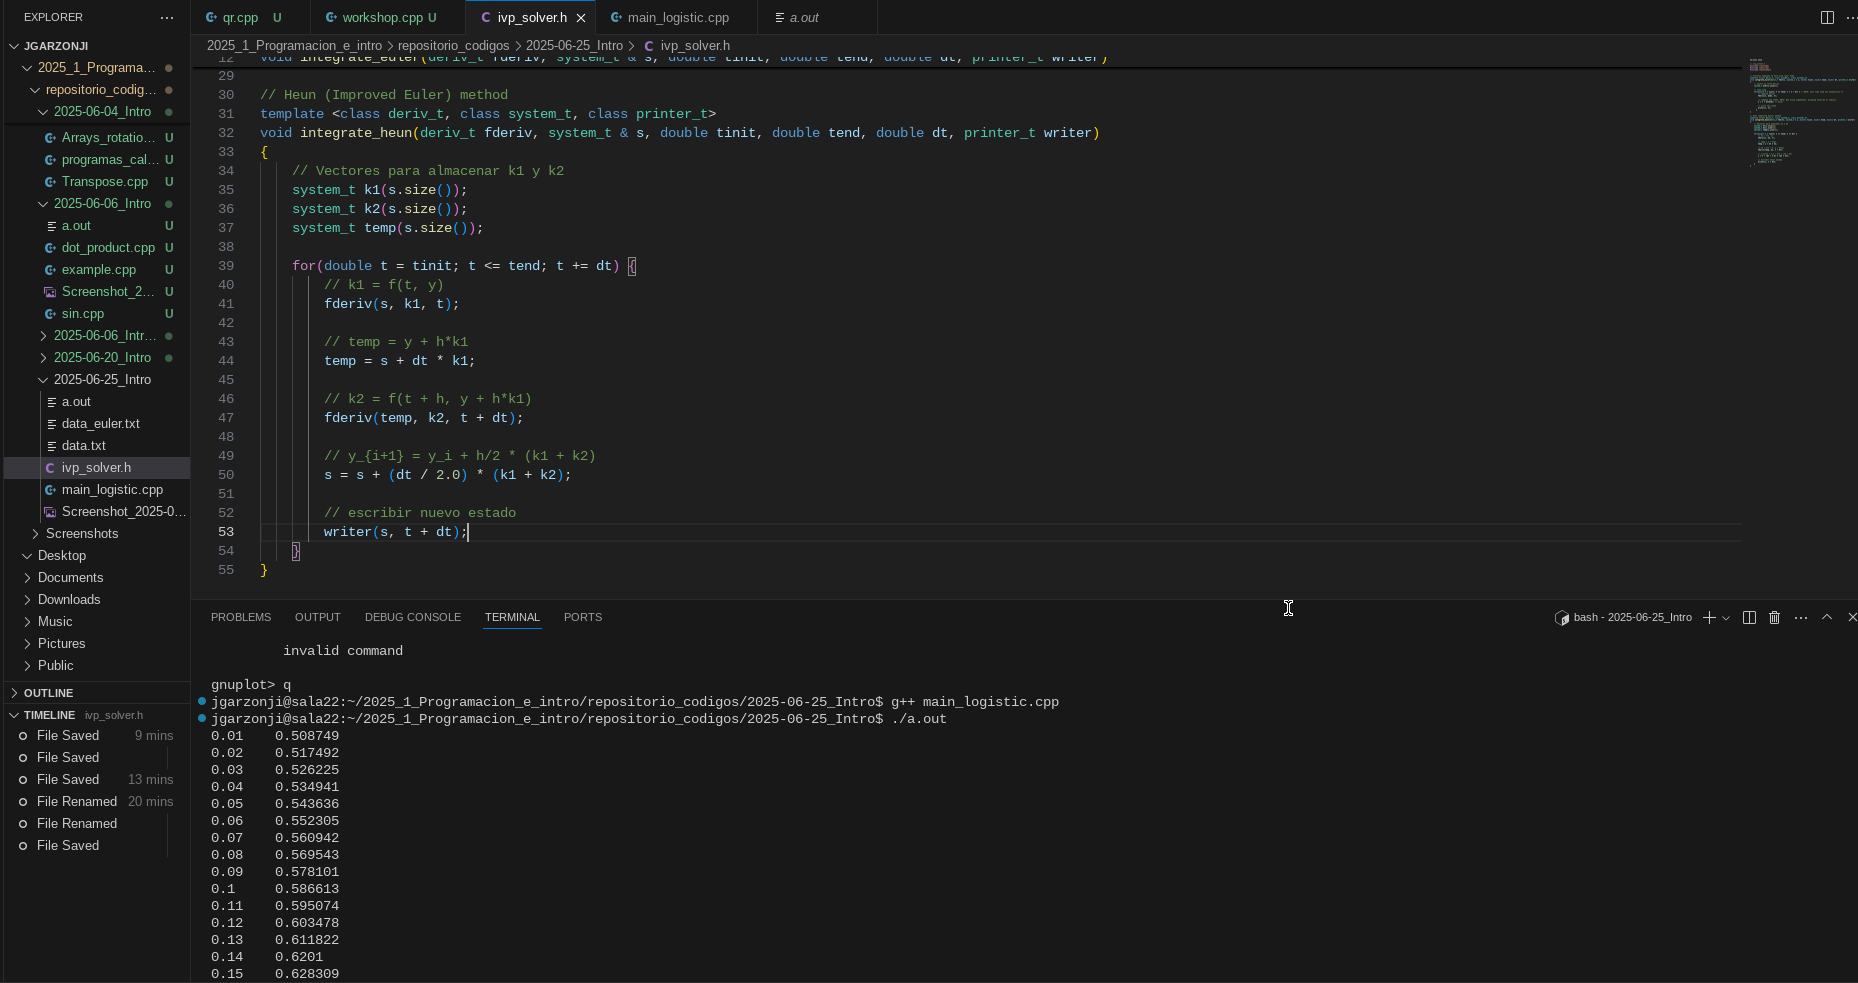 EXPLORER
JGARZONJI
2025_1_Programa...
repositorio_codig...
2025-06-04_Intro
Arrays_rotatio... U
programas_cal... U
Transpose.cpp U
2025-06-06_Intro
a.out U
dot_product.cpp U
example.cpp U
Screenshot_2... U
sin.cpp U
2025-06-06_Intr...
2025-06-20_Intro
2025-06-25_Intro
a.out
data_euler.txt
data.txt
ivp_solver.h
main_logistic.cpp
Screenshot_2025-0...
Screenshots
Desktop
Documents
Downloads
Music
Pictures
Public
OUTLINE
TIMELINE ivp_solver.h
File Saved 9 mins
File Saved
File Saved 13 mins
File Renamed 20 mins
File Renamed
File Saved
qr.cpp U workshop.cpp U ivp_solver.h main_logistic.cpp a.out
2025_1_Programacion_e_intro > repositorio_codigos > 2025-06-25_Intro > C ivp_solver.h
12 void integrate_euler(deriv_t fderiv, system_t & s, double tinit, double tend, double dt, printer_t writer)
29
30 // Heun (Improved Euler) method
31 template <class deriv_t, class system_t, class printer_t>
32 void integrate_heun(deriv_t fderiv, system_t & s, double tinit, double tend, double dt, printer_t writer)
33 {
34 // Vectores para almacenar k1 y k2
35 system_t k1(s.size());
36 system_t k2(s.size());
37 system_t temp(s.size());
38
39 for(double t = tinit; t <= tend; t += dt) {
40 // k1 = f(t, y)
41 fderiv(s, k1, t);
42
43 // temp = y + h*k1
44 temp = s + dt * k1;
45
46 // k2 = f(t + h, y + h*k1)
47 fderiv(temp, k2, t + dt);
48
49 // y_{i+1} = y_i + h/2 * (k1 + k2)
50 s = s + (dt / 2.0) * (k1 + k2);
51
52 // escribir nuevo estado
53 writer(s, t + dt);
54 }
55 }
PROBLEMS OUTPUT DEBUG CONSOLE TERMINAL PORTS bash - 2025-06-25_Intro
invalid command
gnuplot> q
jgarzonji@sala22:~/2025_1_Programacion_e_intro/repositorio_codigos/2025-06-25_Intro$ g++ main_logistic.cpp
jgarzonji@sala22:~/2025_1_Programacion_e_intro/repositorio_codigos/2025-06-25_Intro$ ./a.out
0.01 0.508749
0.02 0.517492
0.03 0.526225
0.04 0.534941
0.05 0.543636
0.06 0.552305
0.07 0.560942
0.08 0.569543
0.09 0.578101
0.1 0.586613
0.11 0.595074
0.12 0.603478
0.13 0.611822
0.14 0.6201
0.15 0.628309